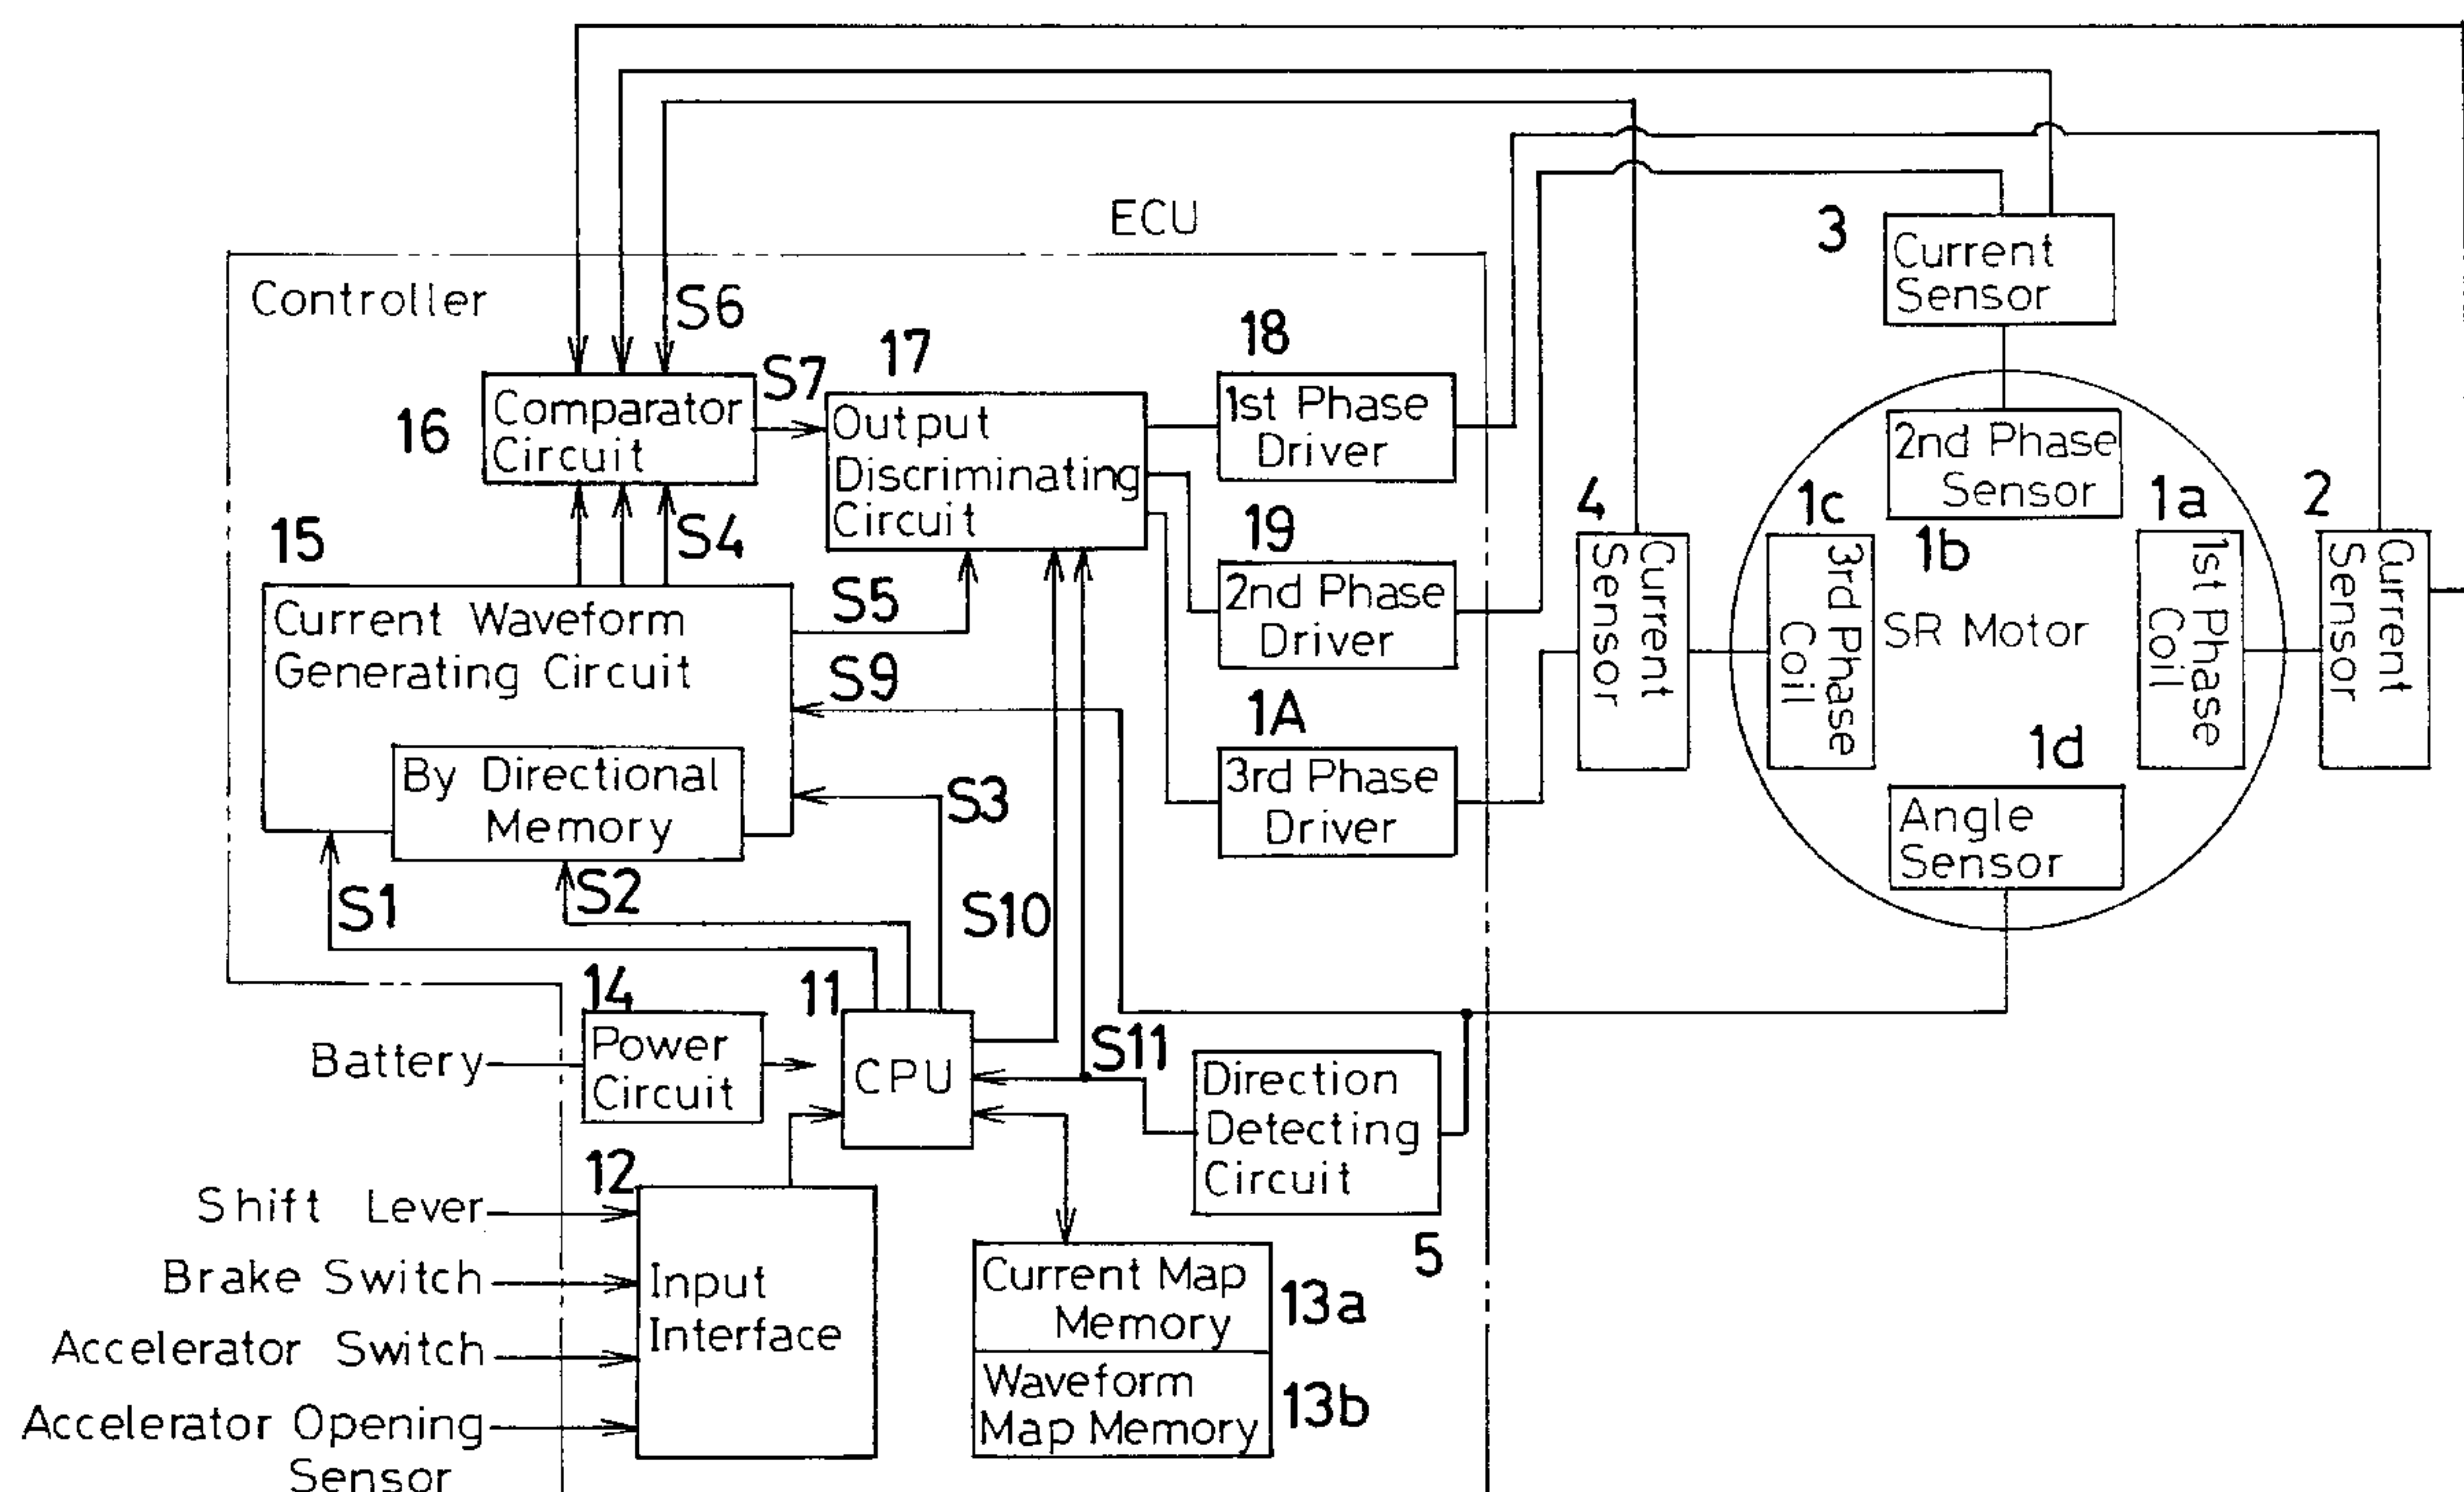 ECU
Controller
S6
16
Comparator
Circuit
S7
17
Output
Discriminating
Circuit
18
1st Phase
Driver
19
2nd Phase
Driver
1A
3rd Phase
Driver
3
Current
Sensor
2nd Phase
Sensor
1b
4
Current
Sensor
1c
3rd Phase
Coil
SR Motor
1a
1st Phase
Coil
2
Current
Sensor
1d
Angle
Sensor
15
S4
Current Waveform
Generating Circuit
S5
S9
By Directional
Memory
S3
S1
S2
S10
14
Power
Circuit
Battery
11
CPU
S11
Direction
Detecting
Circuit
5
12
Input
Interface
Shift Lever
Brake Switch
Accelerator Switch
Accelerator Opening
Sensor
Current Map
Memory
13a
Waveform
Map Memory
13b